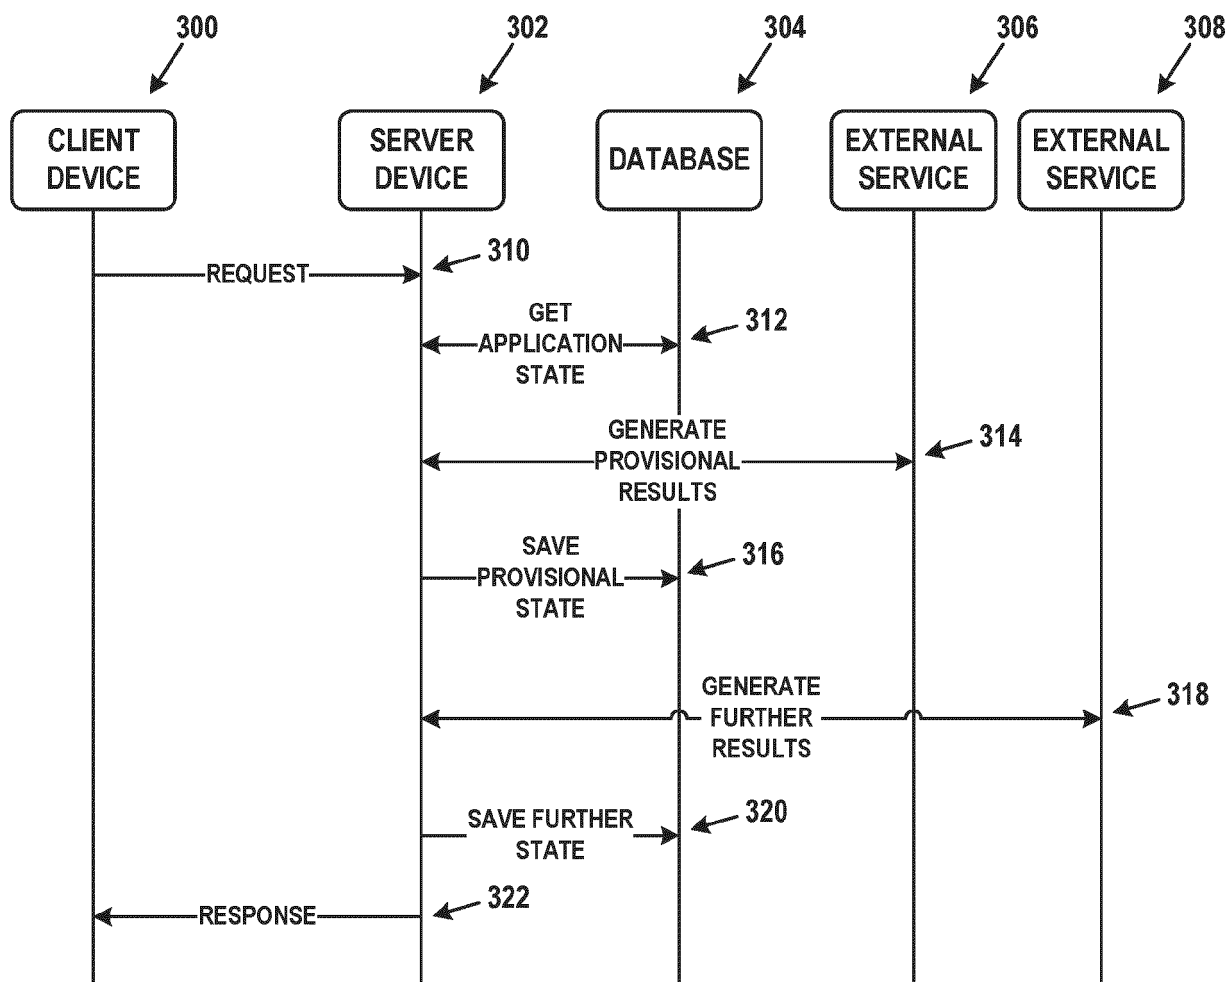 300
302
304
306
308
CLIENT
DEVICE
SERVER
DEVICE
DATABASE
EXTERNAL
SERVICE
EXTERNAL
SERVICE
REQUEST
310
GET
APPLICATION
STATE
312
GENERATE
PROVISIONAL
RESULTS
314
SAVE
PROVISIONAL
STATE
316
GENERATE
FURTHER
RESULTS
318
SAVE FURTHER
STATE
320
RESPONSE
322